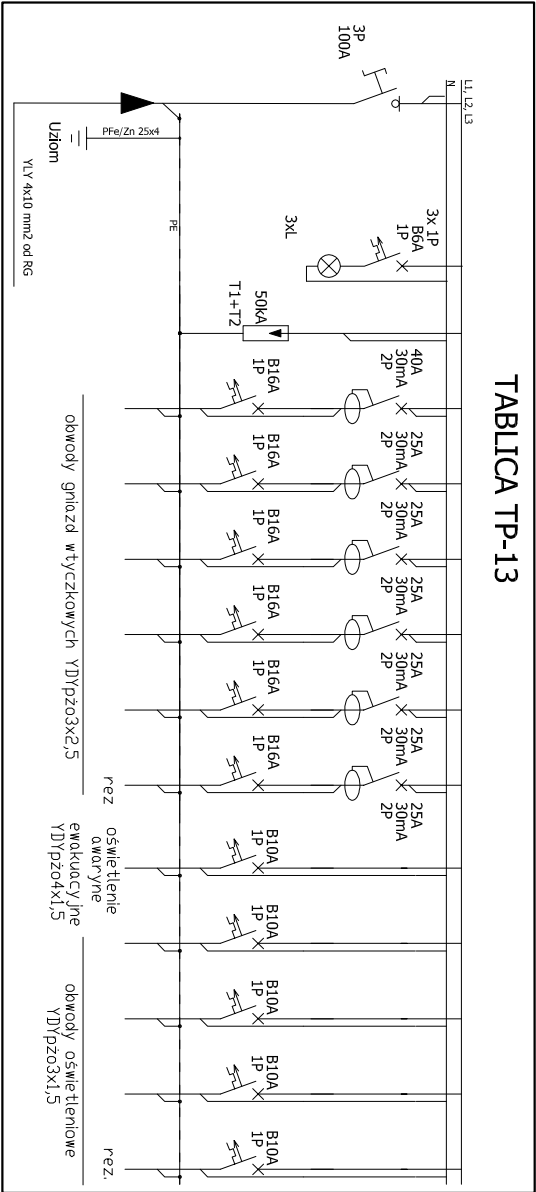 TABLICA TP-13
L1, L2, L3
N
3P
100A
3x 1P
B6A
1P
3xL
50kA
T1+T2
40A
30mA
2P
25A
30mA
2P
25A
30mA
2P
25A
30mA
2P
25A
30mA
2P
25A
30mA
2P
25A
30mA
2P
B16A
1P
B16A
1P
B16A
1P
B16A
1P
B16A
1P
B16A
1P
B10A
1P
B10A
1P
B10A
1P
B10A
1P
B10A
1P
PE
PFe/Zn 25x4
Uziom
YLY 4x10 mm2 od RG
obwody gniazd wtyczkowych YDYpżo3x2,5
rez
oświetlenie
awaryne
ewakuacyjne
YDYpżo4x1,5
obwody oświetleniowe
YDYpżo3x1,5
rez.